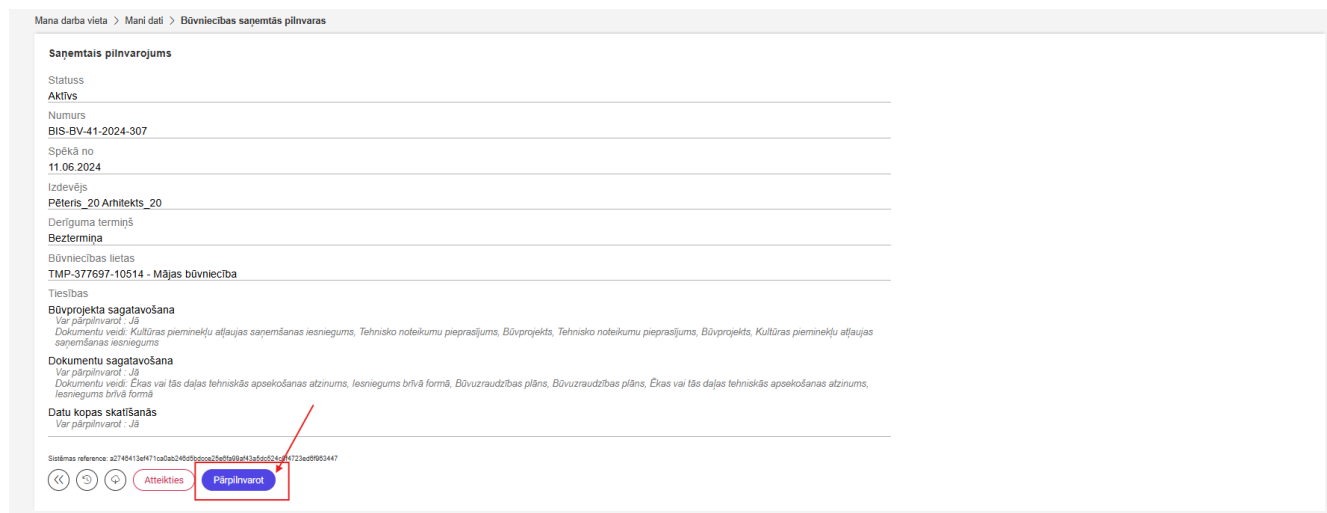 Mana darba vieta > Mani dati > Būvniecības saņemtās pilnvaras
Saņemtais pilnvarojums
Statuss
Aktīvs
Numurs
BIS-BV-41-2024-307
Spēkā no
11.06.2024
Izdevējs
Pēteris_20 Arhitekts_20
Derīguma termiņš
Beztermiņa
Būvniecības lietas
TMP-377697-10514 - Mājas būvniecība
Tiesības
Būvprojekta sagatavošana
Var pārpilnvarot : Jā
Dokumentu veidi: Kultūras pieminekļu atļaujas saņemšanas iesniegums, Tehnisko noteikumu pieprasījums, Būvprojekts, Tehnisko noteikumu pieprasījums, Būvprojekts, Kultūras pieminekļu atļaujas
saņemšanas iesniegums
Dokumentu sagatavošana
Var pārpilnvarot : Jā
Dokumentu veidi: Ēkas vai tās daļas tehniskās apsekošanas atzinums, Iesniegums brīvā formā, Būvuzraudzības plāns, Būvuzraudzības plāns, Ēkas vai tās daļas tehniskās apsekošanas atzinums,
Iesniegums brīvā formā
Datu kopas skatīšanās
Var pārpilnvarot : Jā
Sistēmas reference:
Atteikties
Pārpilnvarot